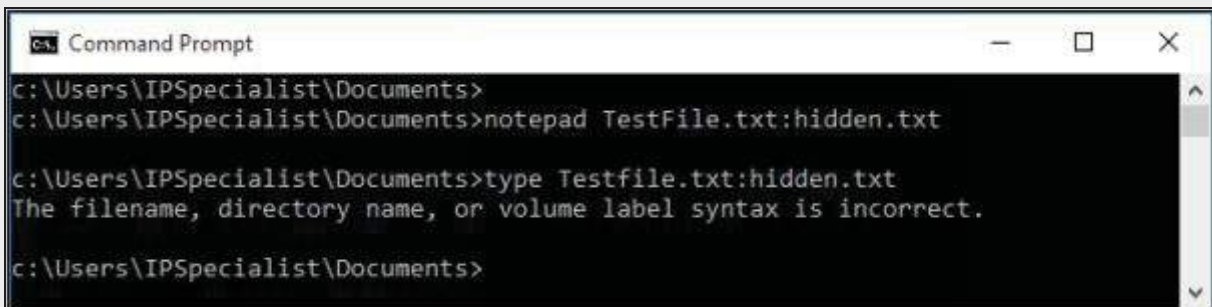 Command Prompt
c:\Users\IPSpecialist\Documents>
c:\Users\IPSpecialist\Documents>notepad TestFile.txt:hidden.txt
c:\Users\IPSpecialist\Documents>type Testfile.txt:hidden.txt
The filename, directory name, or volume label syntax is incorrect.
c:\Users\IPSpecialist\Documents>